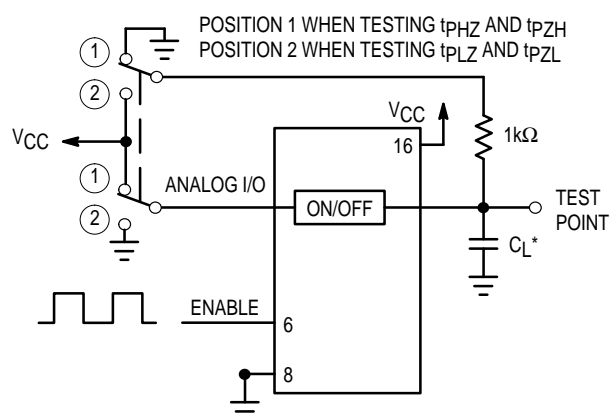 POSITION 1 WHEN TESTING tPHZ AND tPZH
POSITION 2 WHEN TESTING tPLZ AND tPZL
1
2
VCC
VCC
16
1kΩ
1
ANALOG I/O
ON/OFF
TEST
POINT
2
CL*
ENABLE
6
8